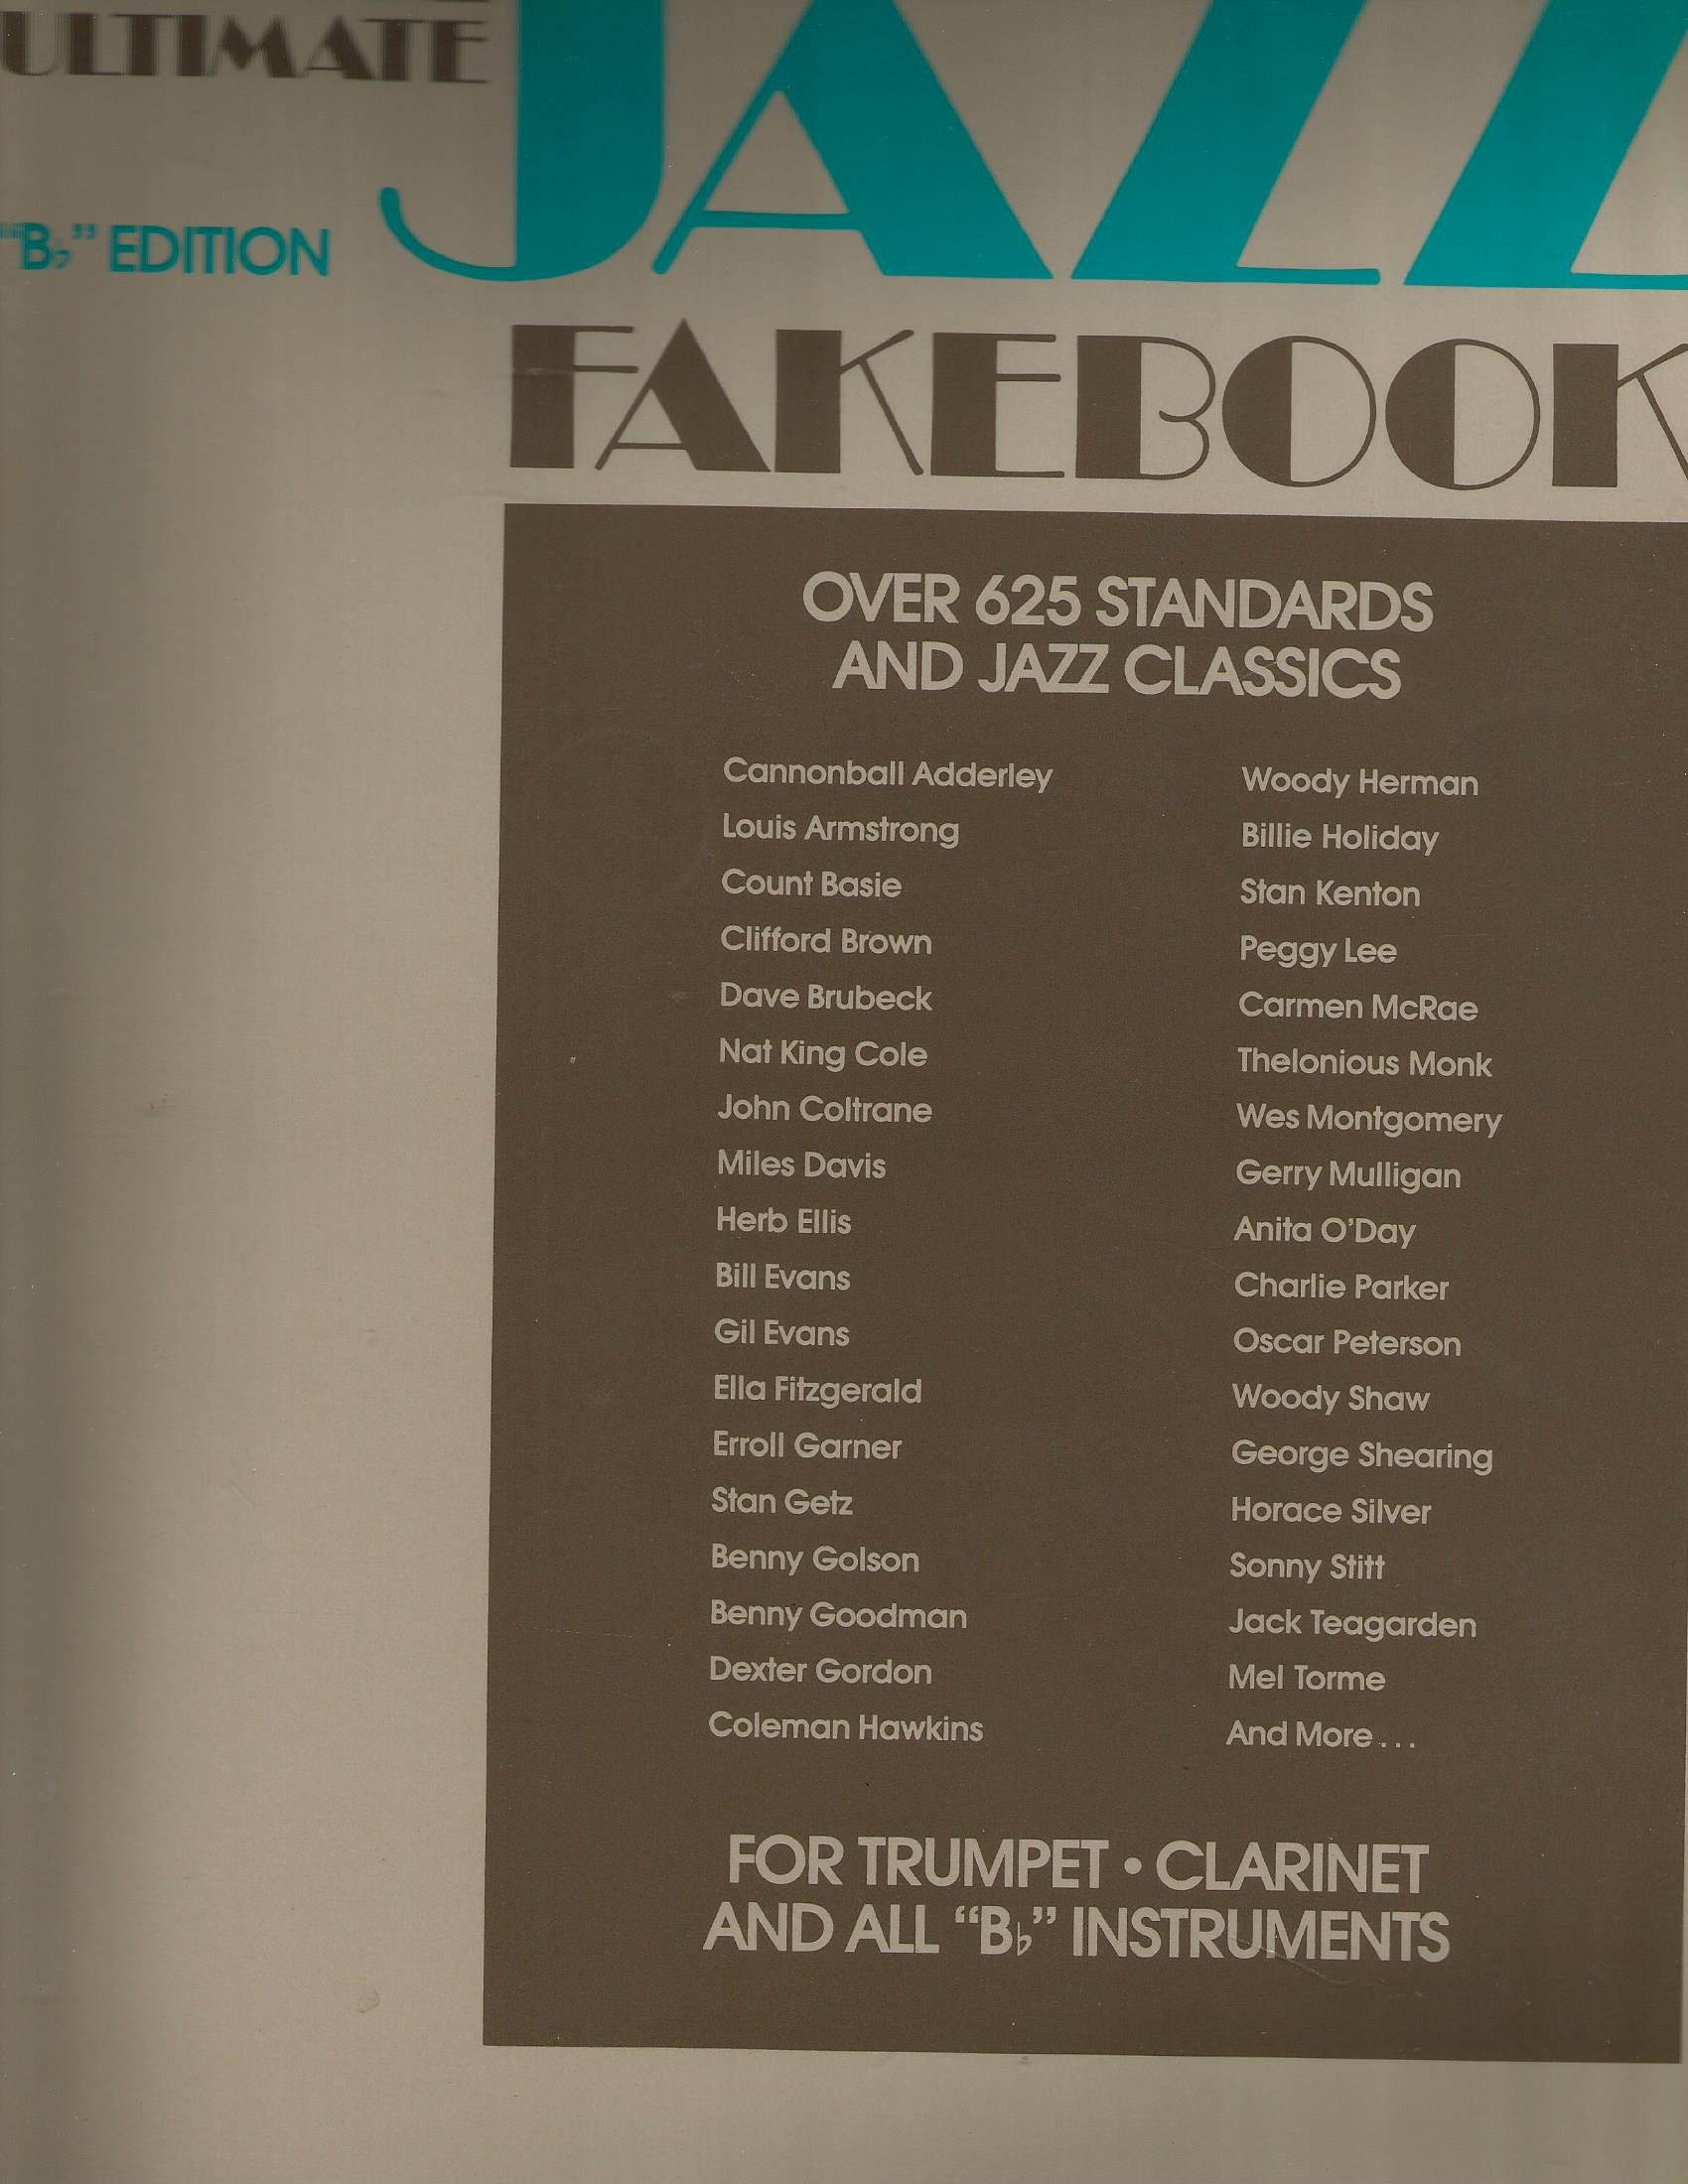 ULTIMATE
JAZZ
"B♭" EDITION
FAKEBOOK
OVER 625 STANDARDS
AND JAZZ CLASSICS
Cannonball Adderley
Louis Armstrong
Count Basie
Clifford Brown
Dave Brubeck
Nat King Cole
John Coltrane
Miles Davis
Herb Ellis
Bill Evans
Gil Evans
Ella Fitzgerald
Erroll Garner
Stan Getz
Benny Golson
Benny Goodman
Dexter Gordon
Coleman Hawkins
Woody Herman
Billie Holiday
Stan Kenton
Peggy Lee
Carmen McRae
Thelonious Monk
Wes Montgomery
Gerry Mulligan
Anita O'Day
Charlie Parker
Oscar Peterson
Woody Shaw
George Shearing
Horace Silver
Sonny Stitt
Jack Teagarden
Mel Torme
And More...
FOR TRUMPET • CLARINET
AND ALL "B♭" INSTRUMENTS